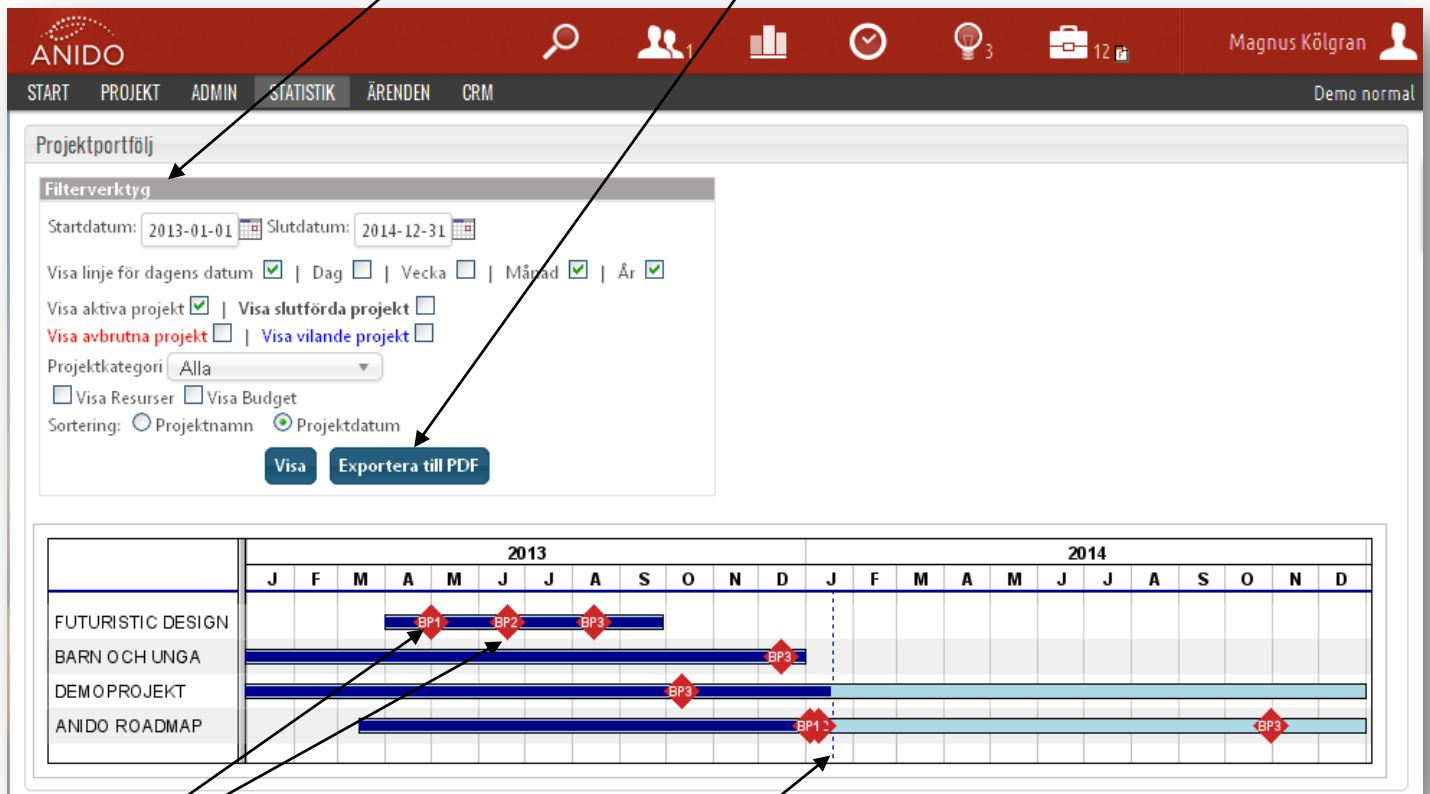 ANIDO
1
3
12
Magnus Kölgran
START PROJEKT ADMIN STATISTIK ÄRENDEN CRM Demo normal
Projektportfölj
Filterverktyg
Startdatum: 2013-01-01 Slutdatum: 2014-12-31
Visa linje för dagens datum | Dag | Vecka | Månad | År
Visa aktiva projekt | Visa slutförda projekt
Visa avbrutna projekt | Visa vilande projekt
Projektkategori Alla
Visa Resurser Visa Budget
Sortering: Projektnamn Projektdatum
Visa Exportera till PDF
2013 2014
J F M A M J J A S O N D J F M A M J J A S O N D
FUTURISTIC DESIGN BP1 BP2 BP3
BARN OCH UNGA BP3
DEMOPROJEKT BP3
ANIDO ROADMAP BP1 BP3